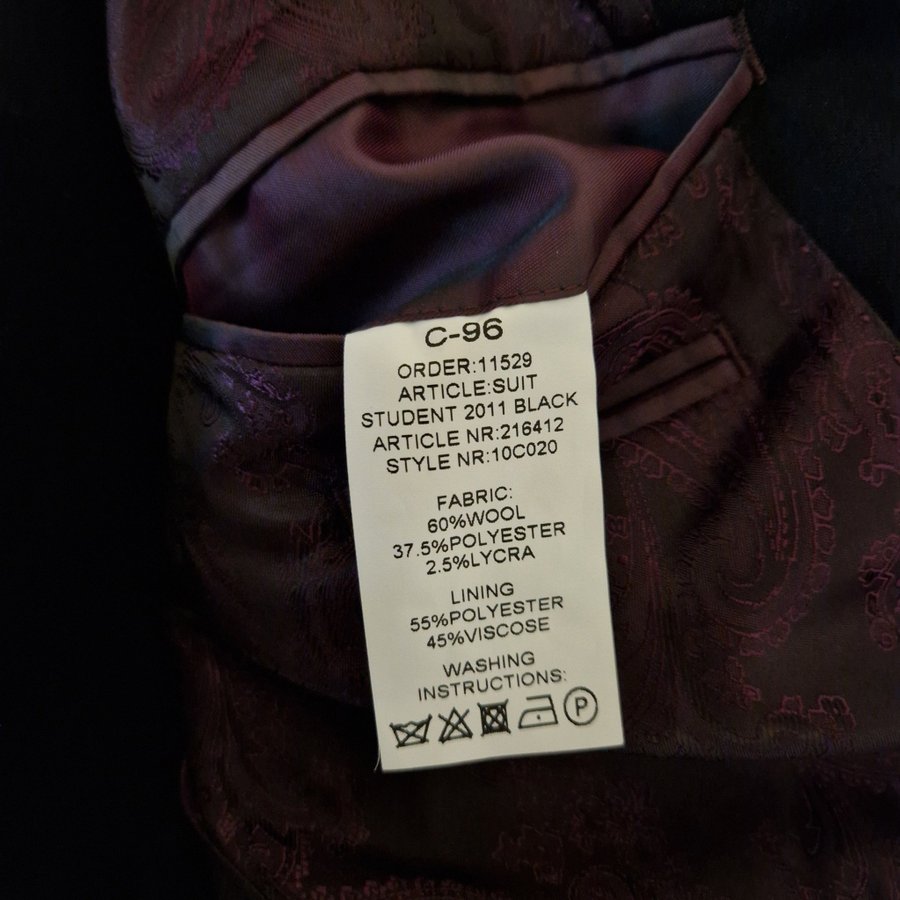 C-96
ORDER:11529
ARTICLE:SUIT
STUDENT 2011 BLACK
ARTICLE NR:216412
STYLE NR:10C020
FABRIC:
60%WOOL
37.5%POLYESTER
2.5%LYCRA
LINING
55%POLYESTER
45%VISCOSE
WASHING
INSTRUCTIONS:
P